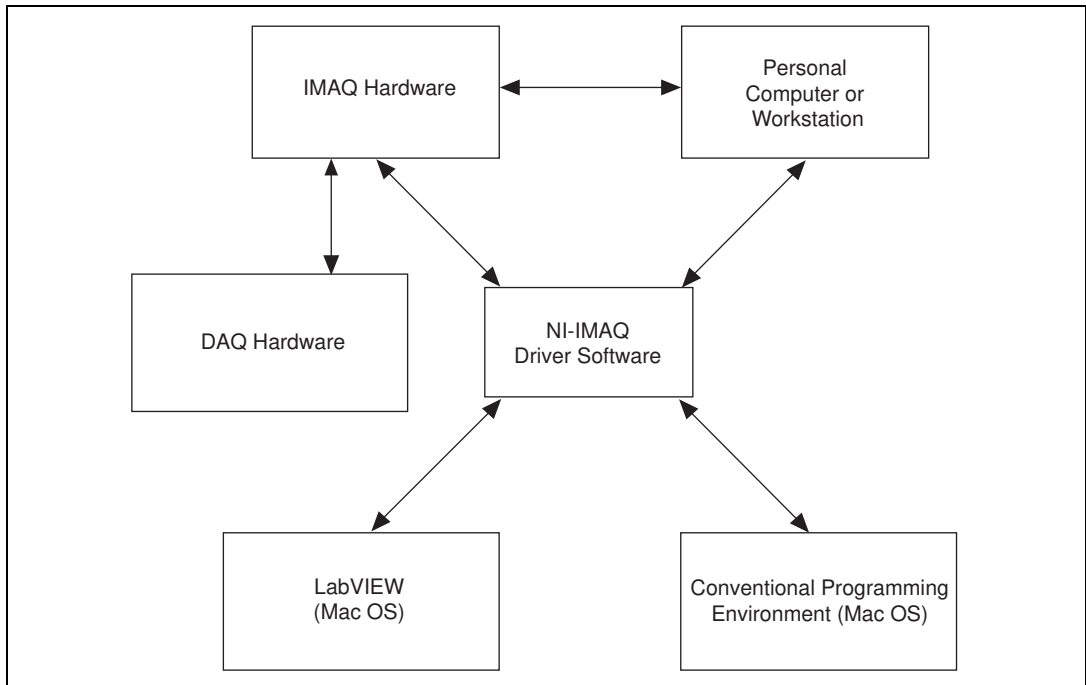 IMAQ Hardware
Personal
Computer or
Workstation
DAQ Hardware
NI-IMAQ
Driver Software
LabVIEW
(Mac OS)
Conventional Programming
Environment (Mac OS)